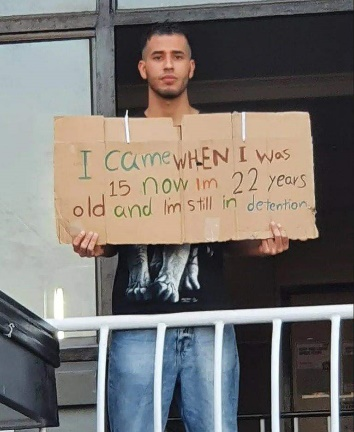 I came WHEN I was
15 now im 22 years
old and Im still in detention